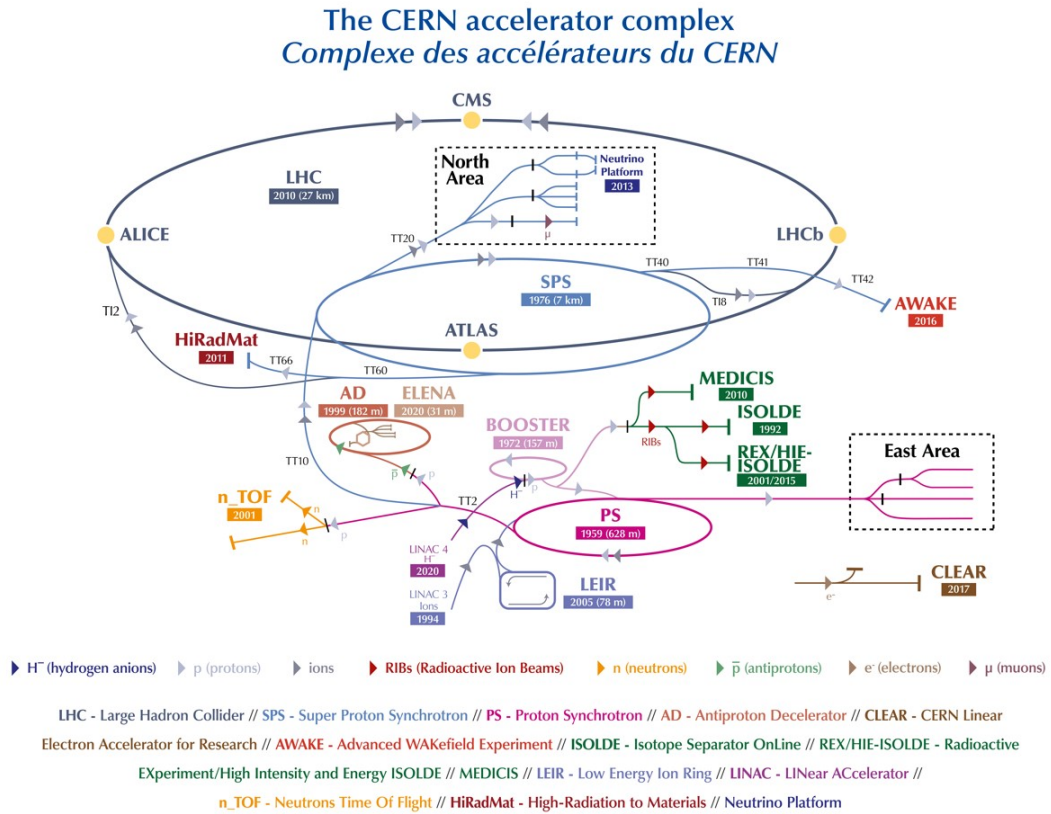 The CERN accelerator complex
Complexe des accélérateurs du CERN
CMS
North
Area
Neutrino
Platform
2013
LHC
2010 (27 km)
μ
ALICE
LHCb
TT20
TT40
TT41
SPS
1976 (7 km)
TT42
TI8
TI2
AWAKE
2016
ATLAS
HiRadMat
2011
TT66
TT60
AD
1999 (182 m)
ELENA
2020 (31 m)
MEDICIS
2010
BOOSTER
1972 (157 m)
ISOLDE
1992
RIBs
REX/HIE-
ISOLDE
2001/2015
East Area
TT10
p̅
p
H⁻
p
TT2
n_TOF
2001
n
n
p
PS
1959 (628 m)
LINAC 4
H⁻
2020
LEIR
2005 (78 m)
LINAC 3
Ions
1994
CLEAR
2017
e⁻
H⁻ (hydrogen anions)
p (protons)
ions
RIBs (Radioactive Ion Beams)
n (neutrons)
p̅ (antiprotons)
e⁻ (electrons)
μ (muons)
LHC - Large Hadron Collider // SPS - Super Proton Synchrotron // PS - Proton Synchrotron // AD - Antiproton Decelerator // CLEAR - CERN Linear
Electron Accelerator for Research // AWAKE - Advanced WAKefield Experiment // ISOLDE - Isotope Separator OnLine // REX/HIE-ISOLDE - Radioactive
EXperiment/High Intensity and Energy ISOLDE // MEDICIS // LEIR - Low Energy Ion Ring // LINAC - LINear ACcelerator //
n_TOF - Neutrons Time Of Flight // HiRadMat - High-Radiation to Materials // Neutrino Platform